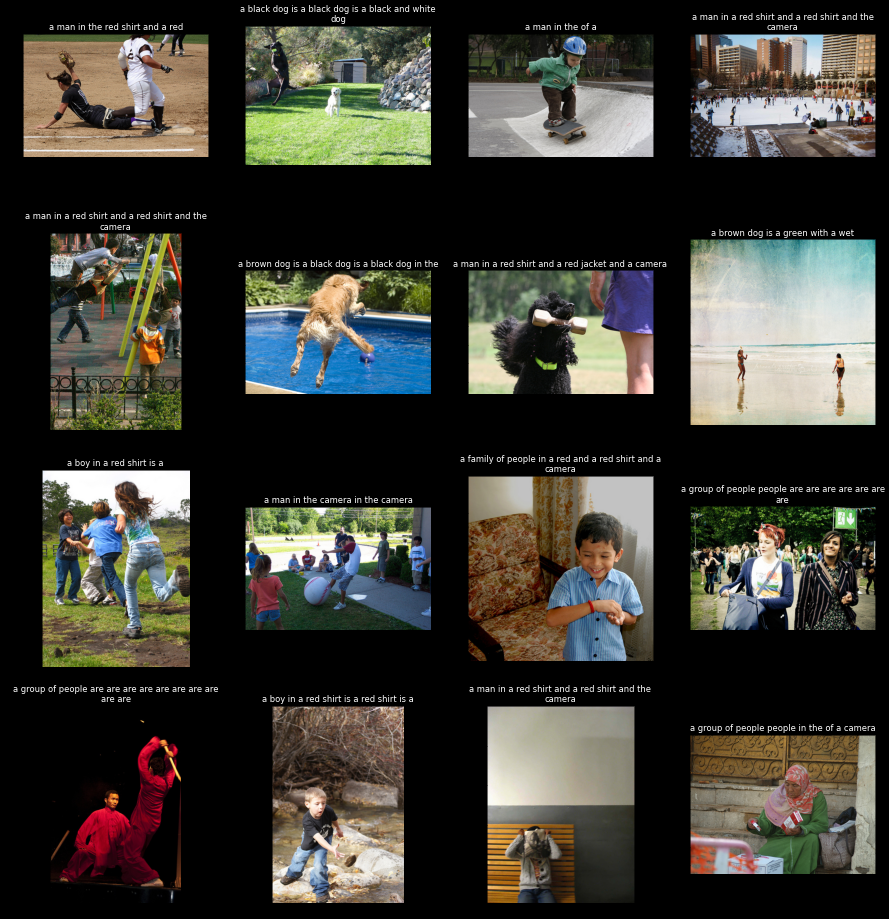 a man in the red shirt and a red
a black dog is a black dog is a black and white
dog
a man in the of a
a man in a red shirt and a red shirt and the
camera
a man in a red shirt and a red shirt and the
camera
a brown dog is a black dog is a black dog in the
a man in a red shirt and a red jacket and a camera
a brown dog is a green with a wet
a boy in a red shirt is a
a man in the camera in the camera
a family of people in a red and a red shirt and a
camera
a group of people people are are are are are are
are
a group of people are are are are are are are are
are are
a boy in a red shirt is a red shirt is a
a man in a red shirt and a red shirt and the
camera
a group of people people in the of a camera